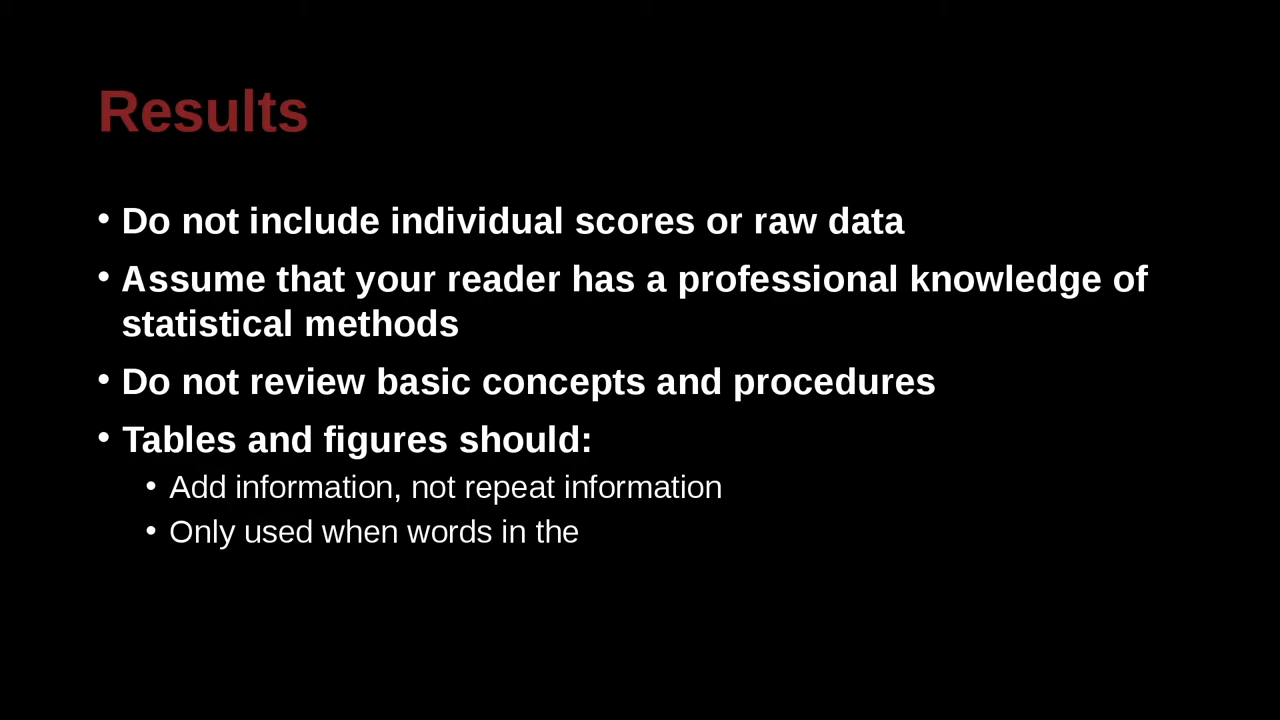 Results
• Do not include individual scores or raw data
• Assume that your reader has a professional knowledge of
statistical methods
• Do not review basic concepts and procedures
• Tables and figures should:
• Add information, not repeat information
• Only used when words in the